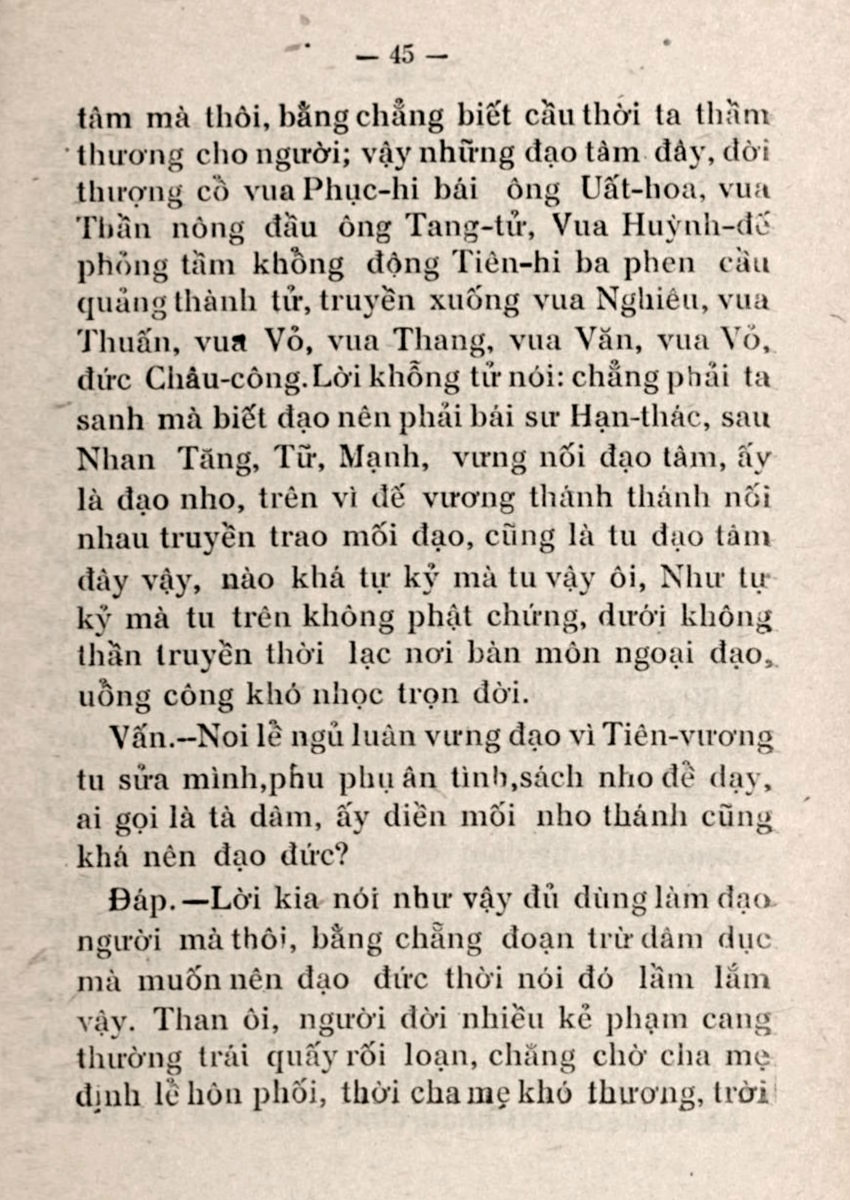 — 45 —
tâm mà thôi, bằng chẳng biết cầu thời ta thầm
thương cho người; vậy những đạo tâm đây, đời
thượng cồ vua Phục-hi bái ông Uất-hoa, vua
Thần nông đầu ông Tang-tử, Vua Huỳnh-đế
phỏng tầm khổng động Tiên-hi ba phen cầu
quảng thành tử, truyền xuống vua Nghiêu, vua
Thuấn, vua Vỏ, vua Thang, vua Văn, vua Vỏ,
đức Châu-công. Lời khổng tử nói: chẳng phải ta
sanh mà biết đạo nên phải bái sư Hạn-thác, sau
Nhan Tăng, Tữ, Mạnh, vưng nối đạo tâm, ấy
là đạo nho, trên vì đế vương thánh thánh nối
nhau truyền trao mối đạo, cũng là tu đạo tâm
đây vậy, nào khá tự kỷ mà tu vậy ôi, Như tự
kỷ mà tu trên không phật chứng, dưới không
thần truyền thời lạc nơi bàn môn ngoại đạo,
uồng công khó nhọc trọn đời.
Vấn.--Noi lề ngủ luân vưng đạo vì Tiên-vương
tu sửa mình,phu phụ ân tình,sách nho đề dạy,
ai gọi là tà dâm, ấy diền mối nho thánh cũng
khá nên đạo đức?
Đáp.—Lời kia nói như vậy đủ dùng làm đạo
người mà thôi, bằng chẵng đoạn trừ dâm dục
mà muốn nên đạo đức thời nói đó lầm lắm
vậy. Than ôi, người đời nhiều kẻ phạm cang
thường trái quấy rối loạn, chẳng chờ cha mẹ
định lề hôn phối, thời cha mẹ khó thương, trời